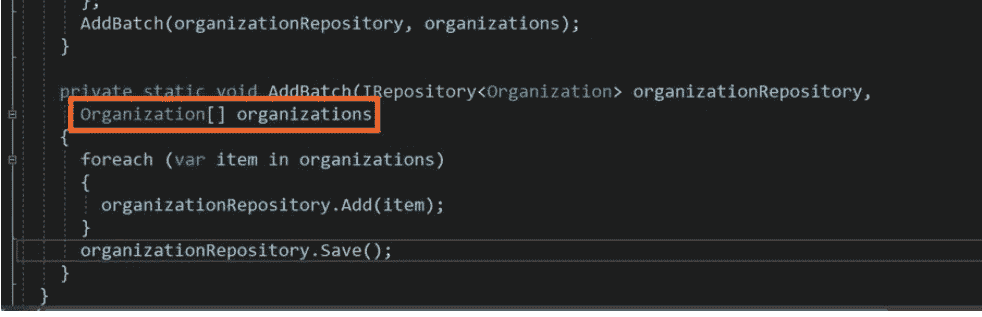 };
AddBatch(organizationRepository, organizations);
}
private static void AddBatch(IRepository<Organization> organizationRepository,
Organization[] organizations
{
foreach (var item in organizations)
{
organizationRepository.Add(item);
}
organizationRepository.Save();
}
}